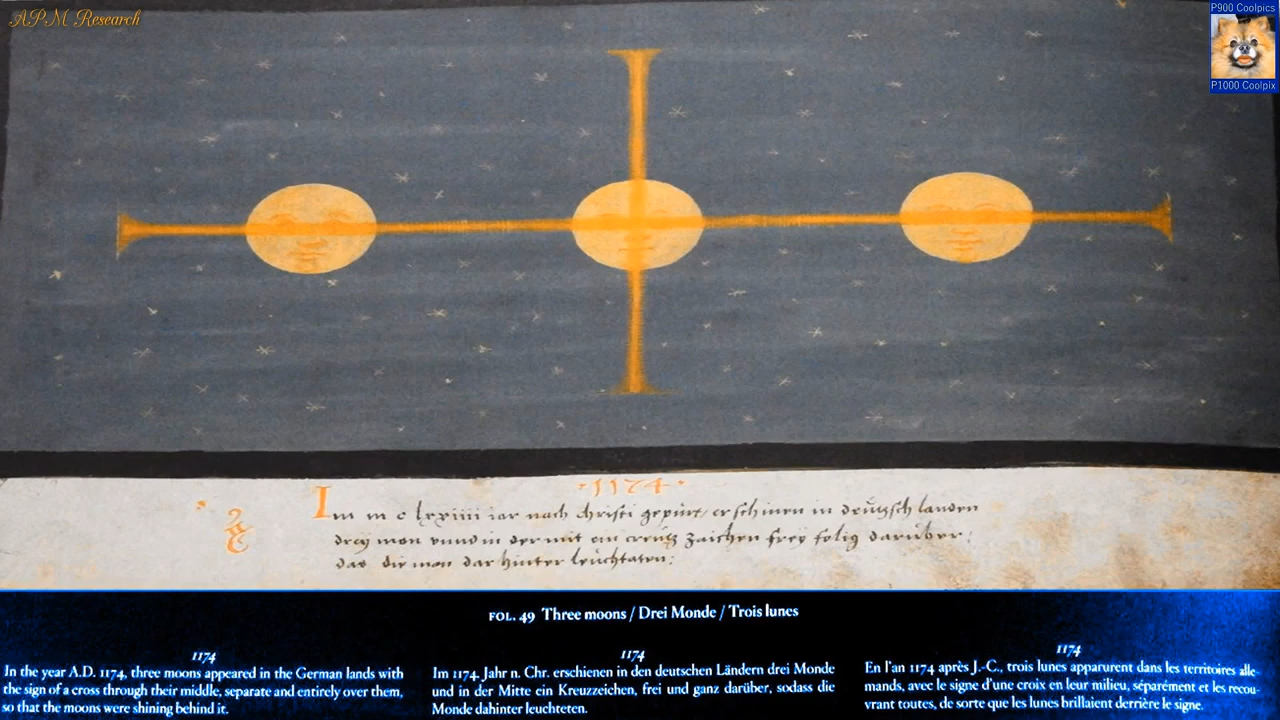 APM Research
P900 Coolpics
P1000 Coolpix
·1174·
Im m c lxxiiii iar nach christi gepurt erschinen in deutzsch landen
drey mon vnnd in der mit ain creutz zaichen frey felig daruber:
das die mon dar hinter leuchtaten:
FOL. 49 Three moons / Drei Monde / Trois lunes
1174
In the year A.D. 1174, three moons appeared in the German lands with
the sign of a cross through their middle, separate and entirely over them,
so that the moons were shining behind it.
1174
Im 1174. Jahr n. Chr. erschienen in den deutschen Ländern drei Monde
und in der Mitte ein Kreuzzeichen, frei und ganz darüber, sodass die
Monde dahinter leuchteten.
1174
En l'an 1174 après J.-C., trois lunes apparurent dans les territoires alle-
mands, avec le signe d'une croix en leur milieu, séparément et les recou-
vrant toutes, de sorte que les lunes brillaient derrière le signe.